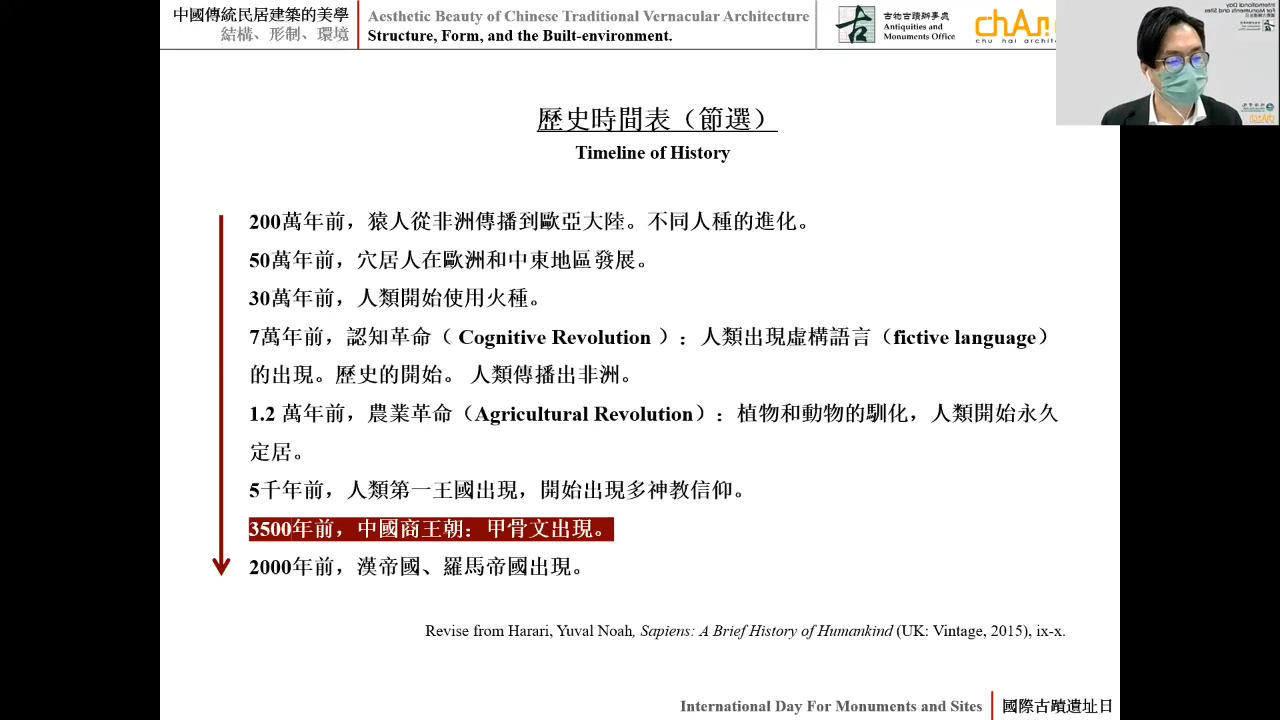 中國傳統民居建築的美學
結構、形制、環境
Aesthetic Beauty of Chinese Traditional Vernacular Architecture
Structure, Form, and the Built-environment.
古物古蹟辦事處
Antiquities and
Monuments Office
chu hai archite
歷史時間表（節選）
Timeline of History
200萬年前，猿人從非洲傳播到歐亞大陸。不同人種的進化。
50萬年前，穴居人在歐洲和中東地區發展。
30萬年前，人類開始使用火種。
7萬年前，認知革命（ Cognitive Revolution ）：人類出現虛構語言（fictive language）
的出現。歷史的開始。 人類傳播出非洲。
1.2 萬年前，農業革命（Agricultural Revolution）：植物和動物的馴化，人類開始永久
定居。
5千年前，人類第一王國出現，開始出現多神教信仰。
3500年前，中國商王朝：甲骨文出現。
2000年前，漢帝國、羅馬帝國出現。
Revise from Harari, Yuval Noah, Sapiens: A Brief History of Humankind (UK: Vintage, 2015), ix-x.
International Day For Monuments and Sites
國際古蹟遺址日